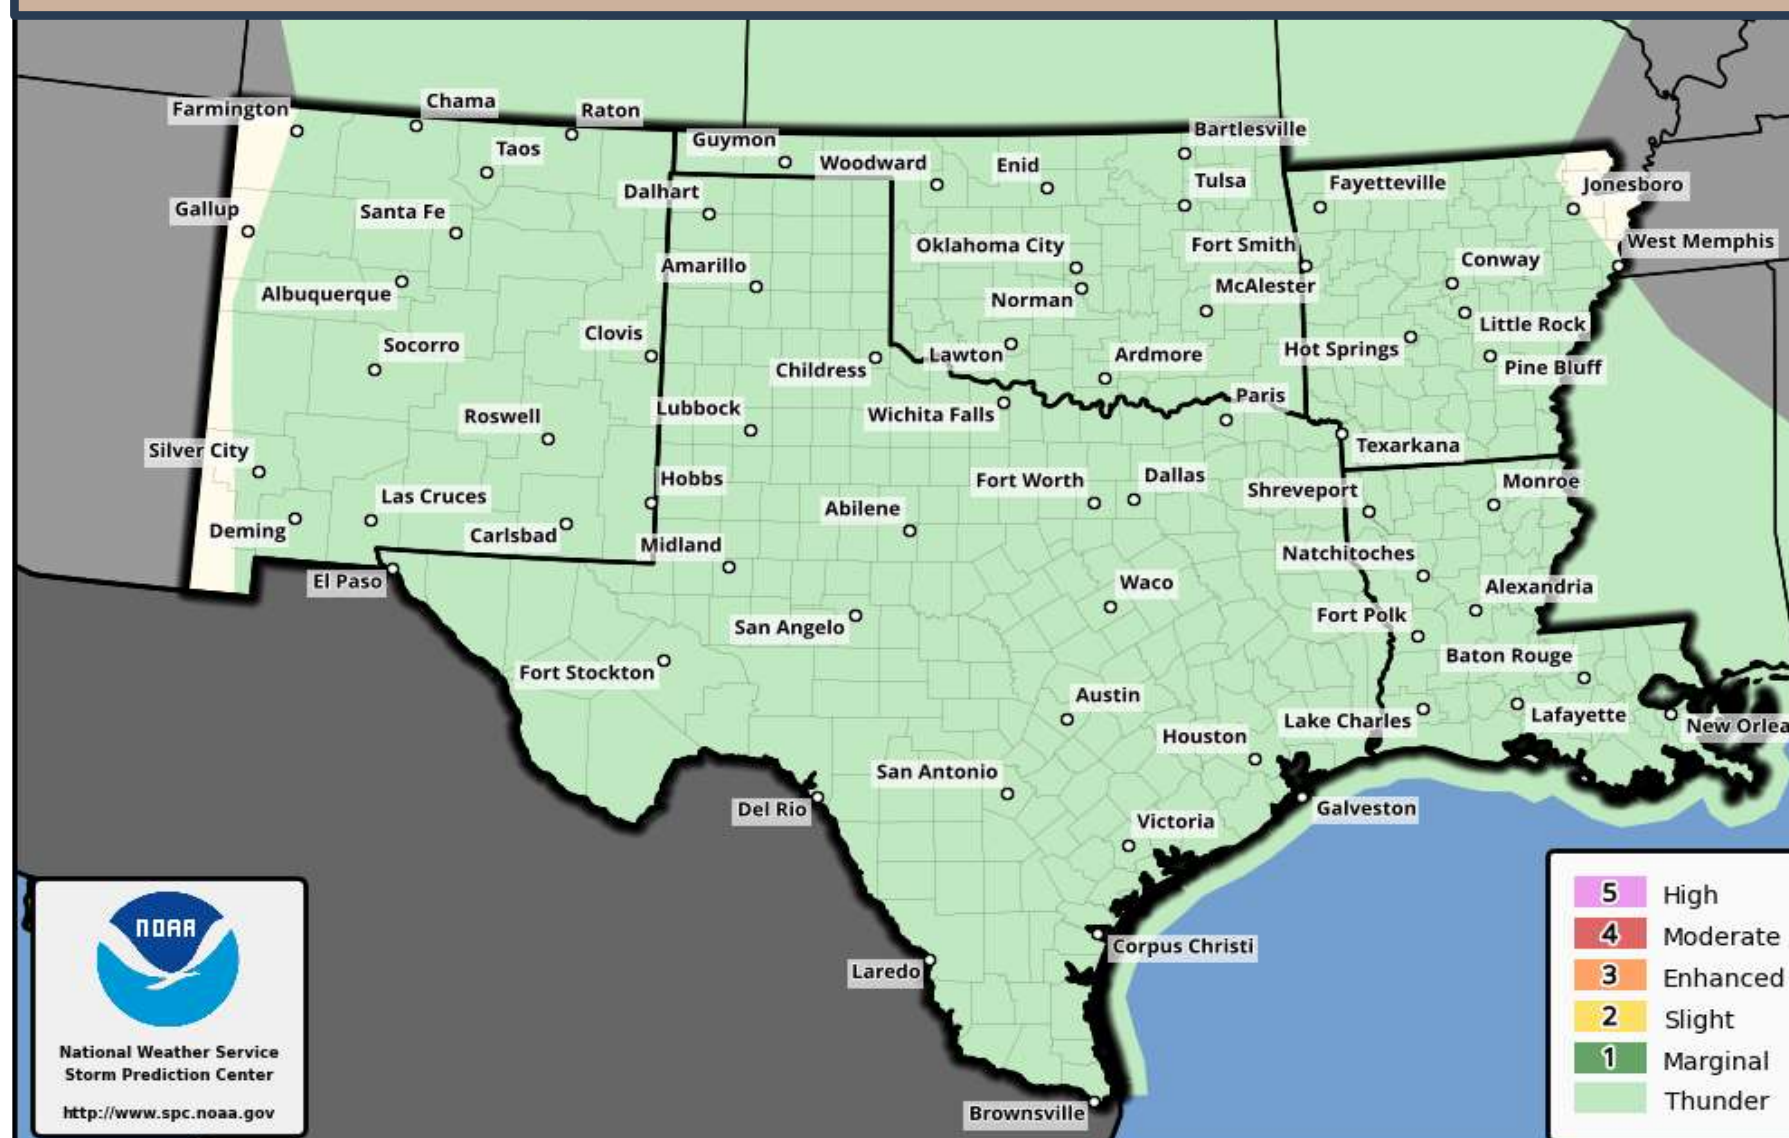 Farmington
Chama
Raton
Guymon
Bartlesville
Taos
Woodward
Enid
Dalhart
Tulsa
Fayetteville
Jonesboro
Gallup
Santa Fe
Oklahoma City
Fort Smith
West Memphis
Amarillo
Conway
Albuquerque
Norman
McAlester
Little Rock
Clovis
Socorro
Lawton
Ardmore
Hot Springs
Childress
Pine Bluff
Paris
Roswell
Lubbock
Wichita Falls
Texarkana
Silver City
Hobbs
Fort Worth
Dallas
Shreveport
Monroe
Las Cruces
Abilene
Deming
Carlsbad
Midland
Natchitoches
El Paso
Waco
Alexandria
San Angelo
Fort Polk
Fort Stockton
Baton Rouge
Austin
Lake Charles
Lafayette
New Orlea
Houston
San Antonio
Del Rio
Galveston
Victoria
Corpus Christi
Laredo
Brownsville
NOAA
National Weather Service
Storm Prediction Center
http://www.spc.noaa.gov
5 High
4 Moderate
3 Enhanced
2 Slight
1 Marginal
Thunder